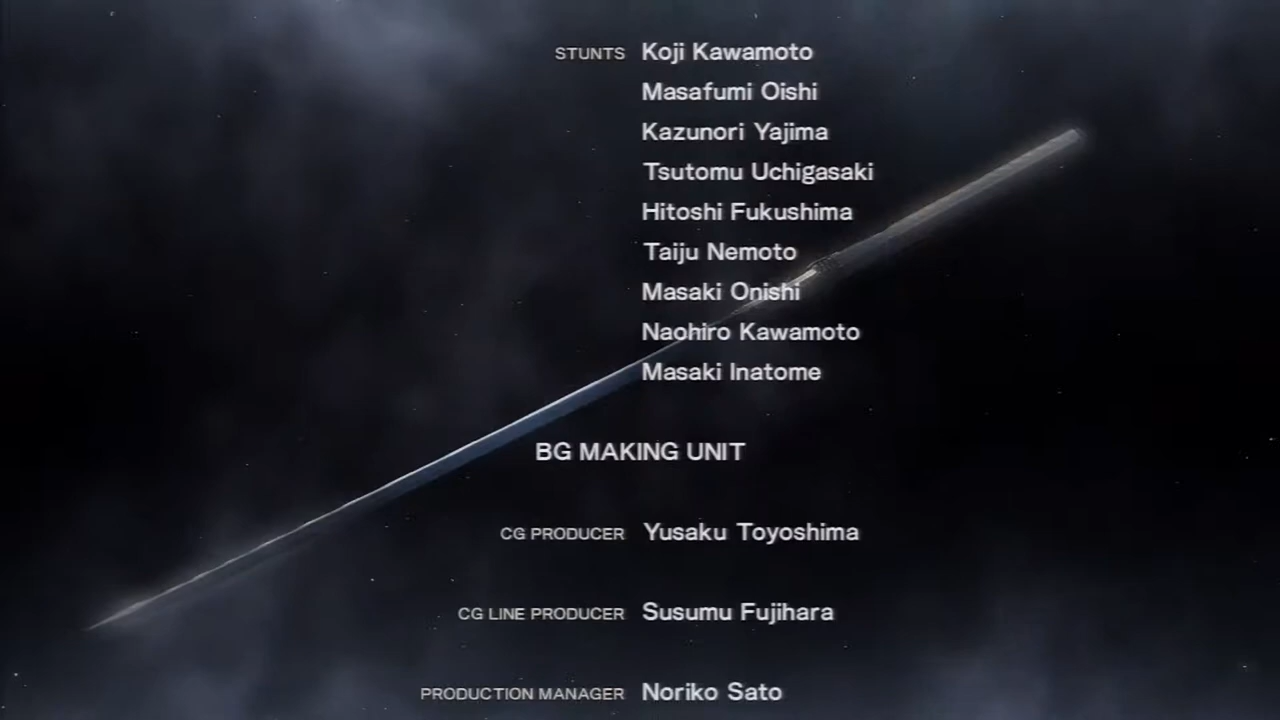 STUNTS Koji Kawamoto
Masafumi Oishi
Kazunori Yajima
Tsutomu Uchigasaki
Hitoshi Fukushima
Taiju Nemoto
Masaki Onishi
Naohiro Kawamoto
Masaki Inatome
BG MAKING UNIT
CG PRODUCER Yusaku Toyoshima
CG LINE PRODUCER Susumu Fujihara
PRODUCTION MANAGER Noriko Sato